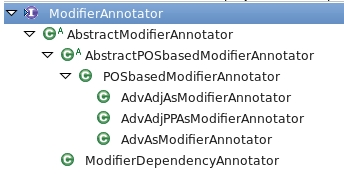 ModifierAnnotator
AbstractModifierAnnotator
AbstractPOSbasedModifierAnnotator
POSbasedModifierAnnotator
AdvAdjAsModifierAnnotator
AdvAdjPPAsModifierAnnotator
AdvAsModifierAnnotator
ModifierDependencyAnnotator